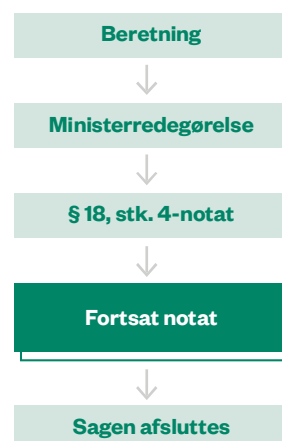 Beretning
Ministerredegørelse
§ 18, stk. 4-notat
Fortsat notat
Sagen afsluttes